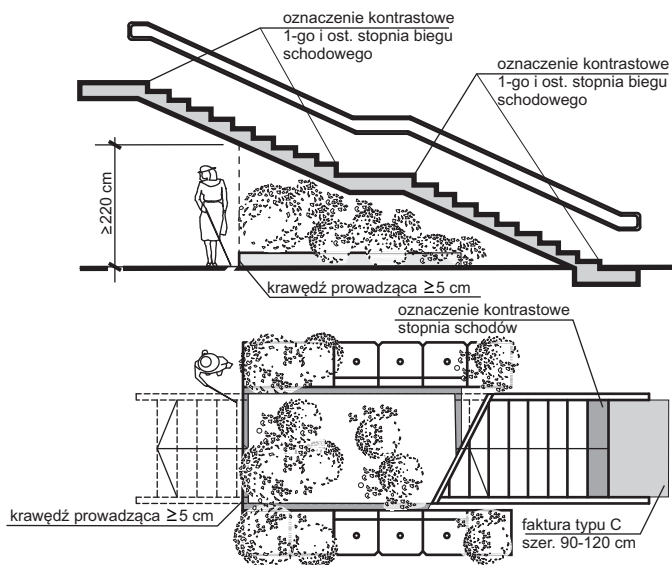 oznaczenie kontrastowe
1-go i ost. stopnia biegu
schodowego
oznaczenie kontrastowe
1-go i ost. stopnia biegu
schodowego
≥220 cm
krawędź prowadząca ≥5 cm
oznaczenie kontrastowe
stopnia schodów
krawędź prowadząca ≥5 cm
faktura typu C
szer. 90-120 cm